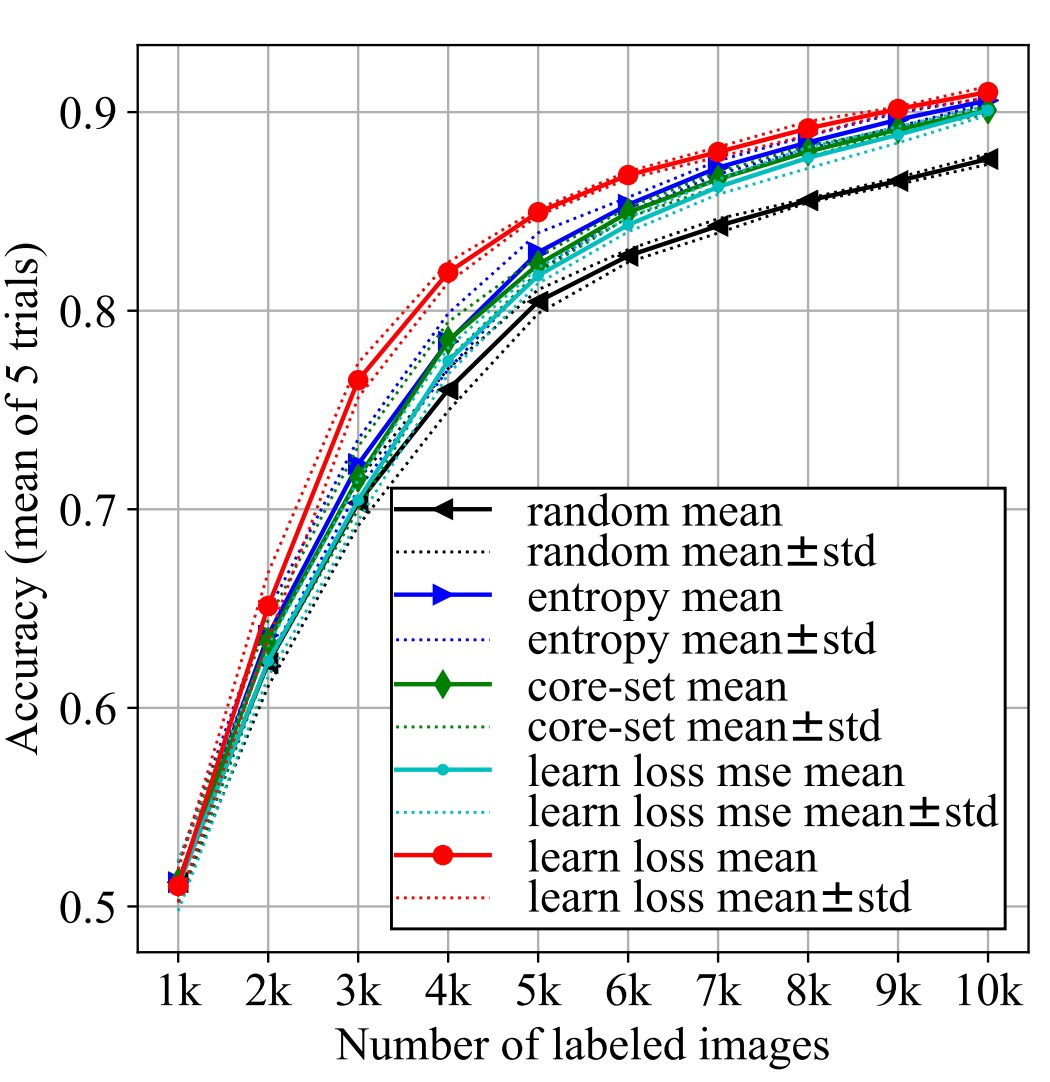 Accuracy (mean of 5 trials)
0.9
0.8
0.7
0.6
0.5
random mean
random mean±std
entropy mean
entropy mean±std
core-set mean
core-set mean±std
learn loss mse mean
learn loss mse mean±std
learn loss mean
learn loss mean±std
1k 2k 3k 4k 5k 6k 7k 8k 9k 10k
Number of labeled images